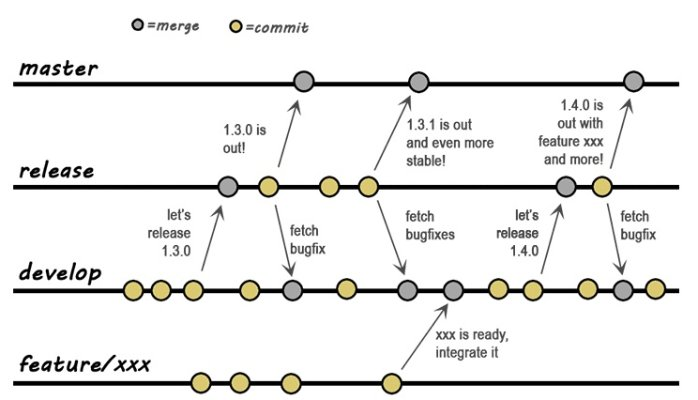 =merge =commit
master
1.3.0 is
out!
1.3.1 is out
and even more
stable!
1.4.0 is
out with
feature xxx
and more!
release
let's
release
1.3.0
fetch
bugfix
fetch
bugfixes
let's
release
1.4.0
fetch
bugfix
develop
xxx is ready,
integrate it
feature/xxx